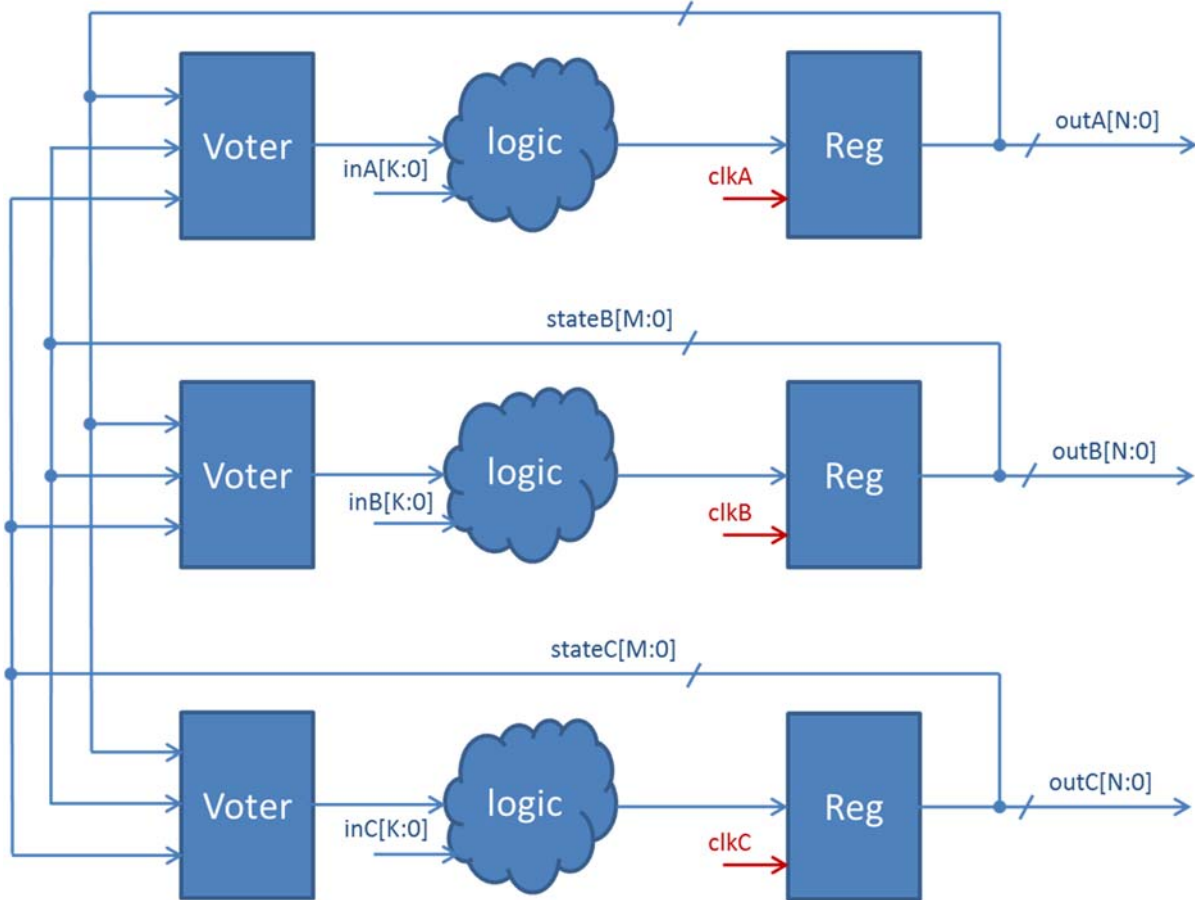 Voter
logic
Reg
inA[K:0]
clkA
outA[N:0]
stateB[M:0]
Voter
logic
Reg
inB[K:0]
clkB
outB[N:0]
stateC[M:0]
Voter
logic
Reg
inC[K:0]
clkC
outC[N:0]